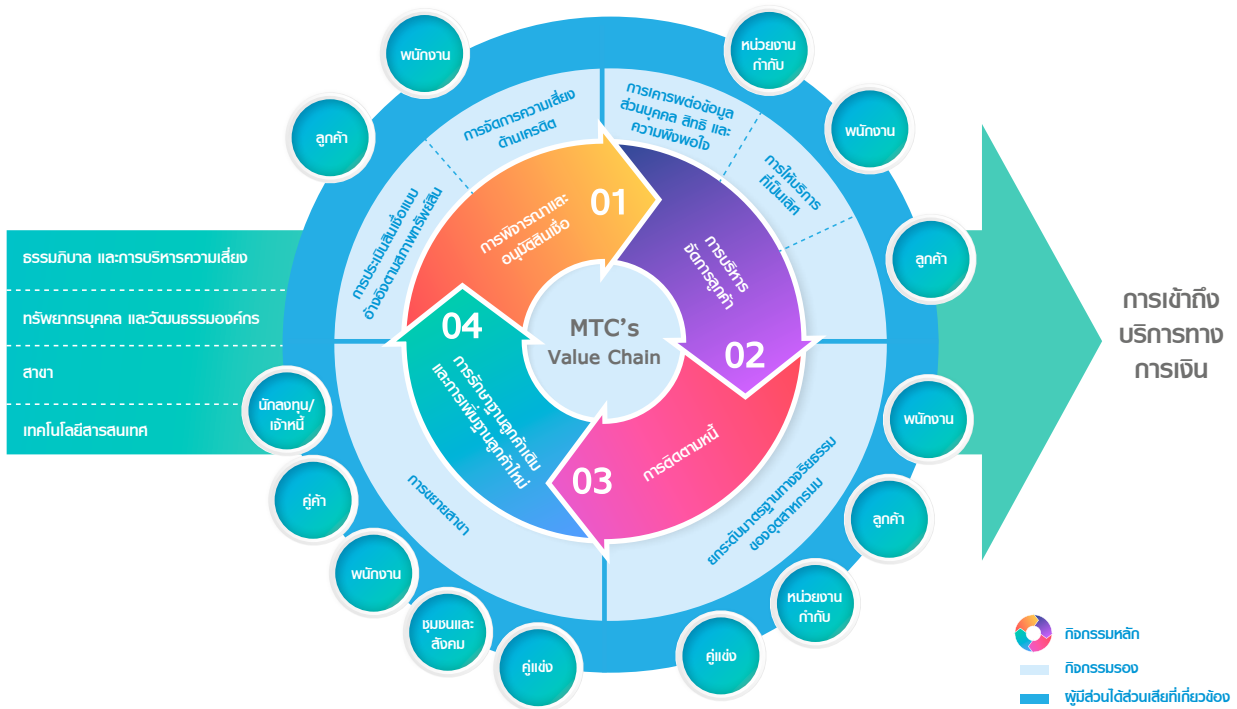 พนักงาน
ลูกค้า
หน่วยงาน
กำกับ
พนักงาน
ลูกค้า
การจัดการความเสี่ยง
ด้านเครดิต
การประเมินสินเชื่อแบบ
อ้างอิงตามสภาพทรัพย์สิน
การเคารพต่อข้อมูล
ส่วนบุคคล สิทธิ และ
ความพึงพอใจ
การให้บริการ
ที่เป็นเลิศ
01
การพิจารณาและ
อนุมัติสินเชื่อ
การบริหาร
จัดการลูกค้า
02
MTC's
Value Chain
04
การรักษาฐานลูกค้าเดิม
และการเพิ่มฐานลูกค้าใหม่
03
การติดตามหนี้
ธรรมภิบาล และการบริหารความเสี่ยง
ทรัพยากรบุคคล และวัฒนธรรมองค์กร
สาขา
เทคโนโลยีสารสนเทศ
การเข้าถึง
บริการทาง
การเงิน
การขยายสาขา
ยกระดับมาตรฐานทางจริยธรรม
ของอุตสาหกรมม
นักลงทุน/
เจ้าหนี้
คู่ค้า
พนักงาน
ชุมชนและ
สังคม
คู่แข่ง
พนักงาน
ลูกค้า
หน่วยงาน
กำกับ
คู่แข่ง
กิจกรรมหลัก
กิจกรรมรอง
ผู้มีส่วนได้ส่วนเสียที่เกี่ยวข้อง